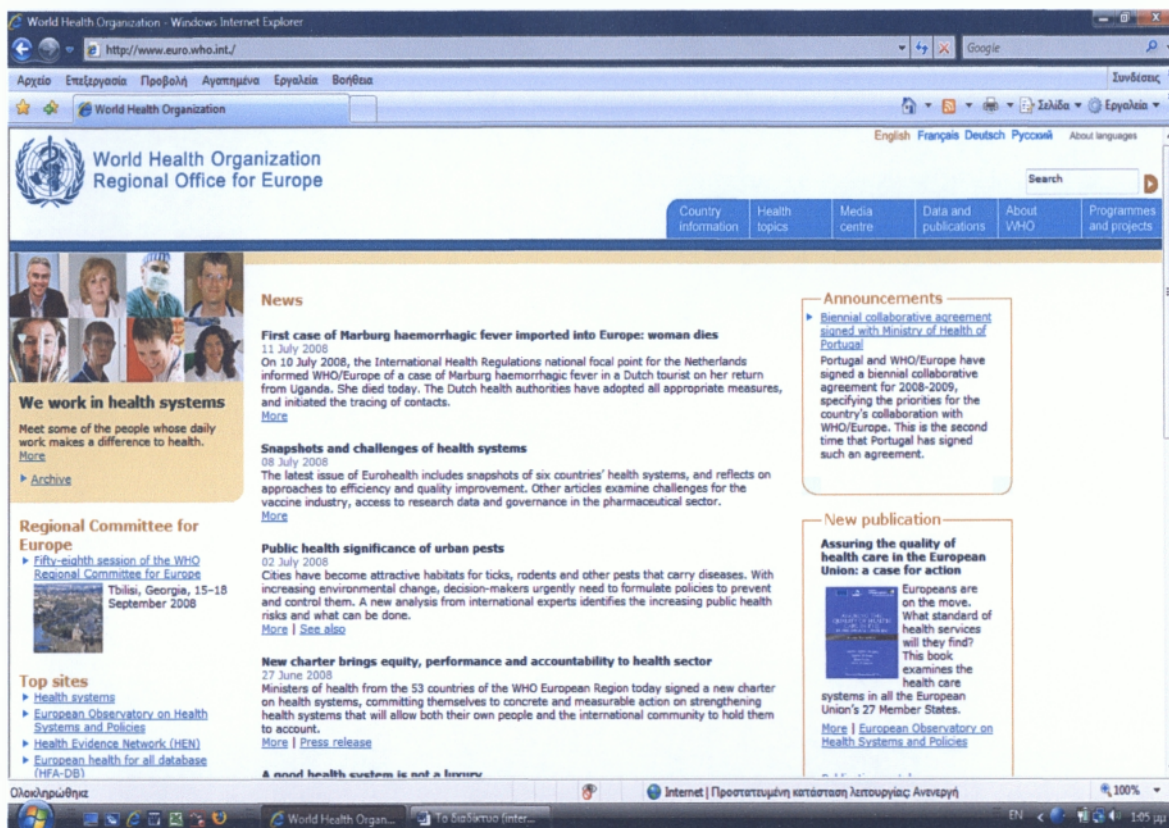 World Health Organization - Windows Internet Explorer
http://www.euro.who.int./
Google
Αρχείο Επεξεργασία Προβολή Αγαπημένα Εργαλεία Βοήθεια
Συνδέσεις
World Health Organization
Σελίδα
Εργαλεία
English Français Deutsch Русский About languages
World Health Organization
Regional Office for Europe
Search
Country information
Health topics
Media centre
Data and publications
About WHO
Programmes and projects
We work in health systems
Meet some of the people whose daily
work makes a difference to health.
More
Archive
Regional Committee for
Europe
Fifty-eighth session of the WHO
Regional Committee for Europe
Tbilisi, Georgia, 15–18
September 2008
Top sites
Health systems
European Observatory on Health
Systems and Policies
Health Evidence Network (HEN)
European health for all database
(HFA-DB)
News
First case of Marburg haemorrhagic fever imported into Europe: woman dies
11 July 2008
On 10 July 2008, the International Health Regulations national focal point for the Netherlands
informed WHO/Europe of a case of Marburg haemorrhagic fever in a Dutch tourist on her return
from Uganda. She died today. The Dutch health authorities have adopted all appropriate measures,
and initiated the tracing of contacts.
More
Snapshots and challenges of health systems
08 July 2008
The latest issue of Eurohealth includes snapshots of six countries' health systems, and reflects on
approaches to efficiency and quality improvement. Other articles examine challenges for the
vaccine industry, access to research data and governance in the pharmaceutical sector.
More
Public health significance of urban pests
02 July 2008
Cities have become attractive habitats for ticks, rodents and other pests that carry diseases. With
increasing environmental change, decision-makers urgently need to formulate policies to prevent
and control them. A new analysis from international experts identifies the increasing public health
risks and what can be done.
More | See also
New charter brings equity, performance and accountability to health sector
27 June 2008
Ministers of health from the 53 countries of the WHO European Region today signed a new charter
on health systems, committing themselves to concrete and measurable action on strengthening
health systems that will allow both their own people and the international community to hold them
to account.
More | Press release
A good health system is not a luxury
Announcements
Biennial collaborative agreement
signed with Ministry of Health of
Portugal
Portugal and WHO/Europe have
signed a biennial collaborative
agreement for 2008-2009,
specifying the priorities for the
country's collaboration with
WHO/Europe. This is the second
time that Portugal has signed
such an agreement.
New publication
Assuring the quality of
health care in the European
Union: a case for action
Europeans are
on the move.
What standard of
health services
will they find?
This book
examines the
health care
systems in all the European
Union's 27 Member States.
More | European Observatory on
Health Systems and Policies
Ολοκληρώθηκε
Internet | Προστατευμένη κατάσταση λειτουργίας: Ανενεργή
100%
World Health Organ...
Το διαδίκτυο (inter...
EN
1:05 μμ